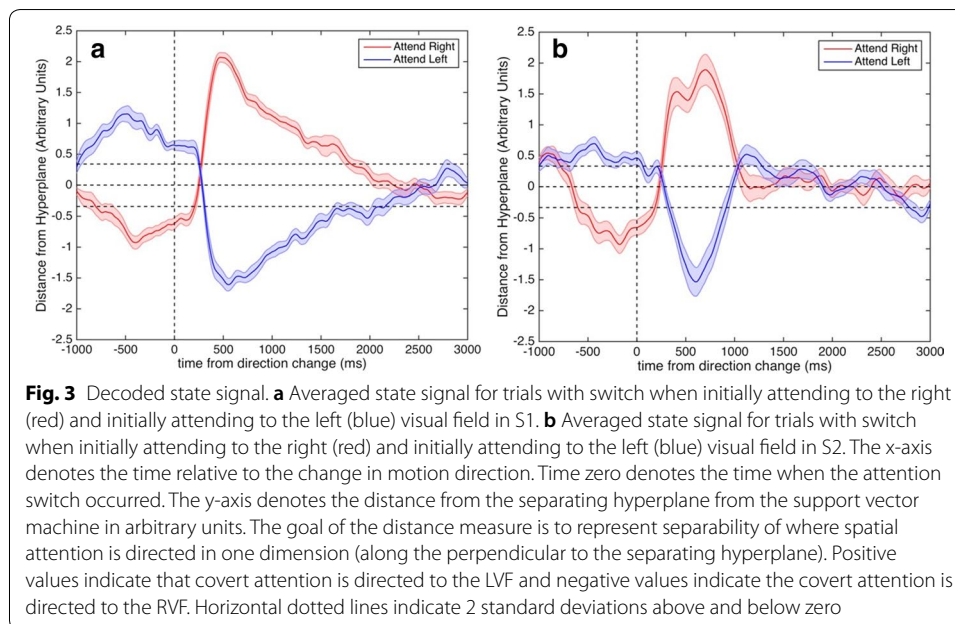 a
Attend Right
Attend Left
Distance from Hyperplane (Arbitrary Units)
2.5
2
1.5
1
0.5
0
-0.5
-1
-1.5
-2
-2.5
-1000 -500 0 500 1000 1500 2000 2500 3000
time from direction change (ms)
b
Attend Right
Attend Left
Distance from Hyperplane (Arbitrary Units)
2.5
2
1.5
1
0.5
0
-0.5
-1
-1.5
-2
-2.5
-1000 -500 0 500 1000 1500 2000 2500 3000
time from direction change (ms)
Fig. 3 Decoded state signal. a Averaged state signal for trials with switch when initially attending to the right
(red) and initially attending to the left (blue) visual field in S1. b Averaged state signal for trials with switch
when initially attending to the right (red) and initially attending to the left (blue) visual field in S2. The x-axis
denotes the time relative to the change in motion direction. Time zero denotes the time when the attention
switch occurred. The y-axis denotes the distance from the separating hyperplane from the support vector
machine in arbitrary units. The goal of the distance measure is to represent separability of where spatial
attention is directed in one dimension (along the perpendicular to the separating hyperplane). Positive
values indicate that covert attention is directed to the LVF and negative values indicate the covert attention is
directed to the RVF. Horizontal dotted lines indicate 2 standard deviations above and below zero